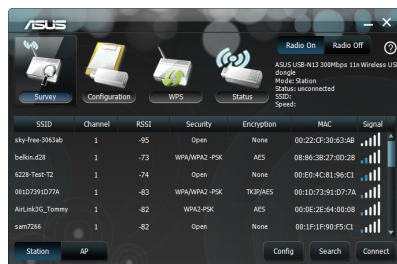 ASUS
Radio On Radio Off
ASUS USB-N13 300Mbps 11n Wireless USB
dongle
Mode: Station
Status: unconnected
SSID:
Speed:
Survey Configuration WPS Status
SSID Channel RSSI Security Encryption MAC Signal
sky-free-3063ab 1 -95 Open None 00:22:CF:30:63:AB
belkin.d28 1 -73 WPA/WPA2 -PSK AES 08:86:3B:27:00:28
6228-Test-T2 1 -74 Open None 00:E0:4C:81:96:C1
001D7391D77A 1 -83 WPA/WPA2 -PSK TKIP/AES 00:1D:73:91:D7:7A
AirLink3G_Tommy 1 -82 WPA2-PSK AES 00:0E:2E:64:00:08
sam7266 1 -82 Open None 00:1F:1F:90:F5:C1
Station AP Config Search Connect